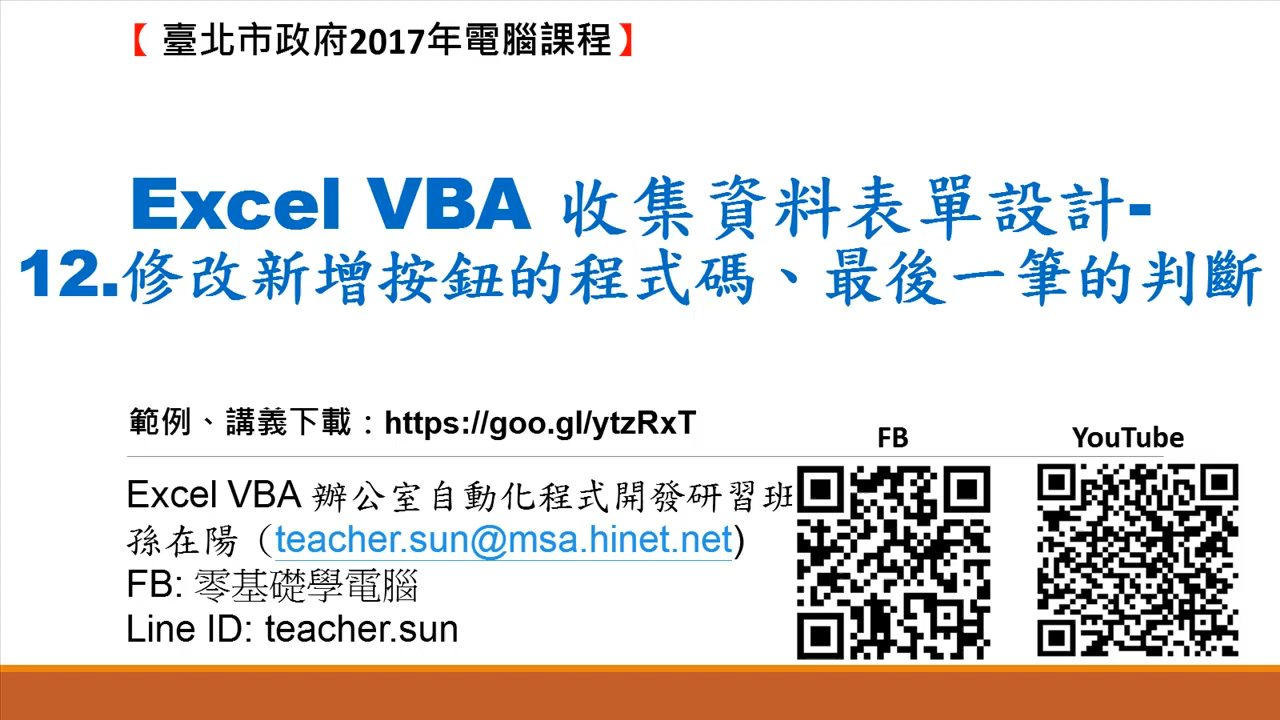 【 臺北市政府2017年電腦課程】
Excel VBA 收集資料表單設計-
12.修改新增按鈕的程式碼、最後一筆的判斷
範例、講義下載：https://goo.gl/ytzRxT
FB
YouTube
Excel VBA 辦公室自動化程式開發研習班
孫在陽（teacher.sun@msa.hinet.net)
FB: 零基礎學電腦
Line ID: teacher.sun